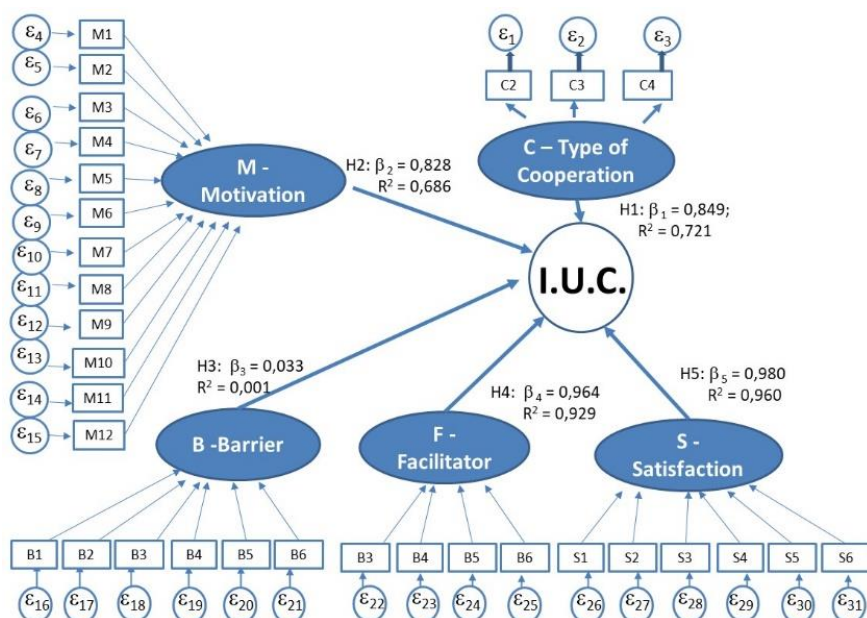 ε4 M1
ε5 M2
ε6 M3
ε7 M4
ε8 M5
ε9 M6
ε10 M7
ε11 M8
ε12 M9
ε13 M10
ε14 M11
ε15 M12
M -
Motivation
H2: β2 = 0,828
R² = 0,686
ε1 ε2 ε3
C2 C3 C4
C – Type of
Cooperation
H1: β1 = 0,849;
R² = 0,721
I.U.C.
H3: β3 = 0,033
R² = 0,001
H4: β4 = 0,964
R² = 0,929
H5: β5 = 0,980
R² = 0,960
B -Barrier
F -
Facilitator
S -
Satisfaction
B1 B2 B3 B4 B5 B6
ε16 ε17 ε18 ε19 ε20 ε21
B3 B4 B5 B6
ε22 ε23 ε24 ε25
S1 S2 S3 S4 S5 S6
ε26 ε27 ε28 ε29 ε30 ε31